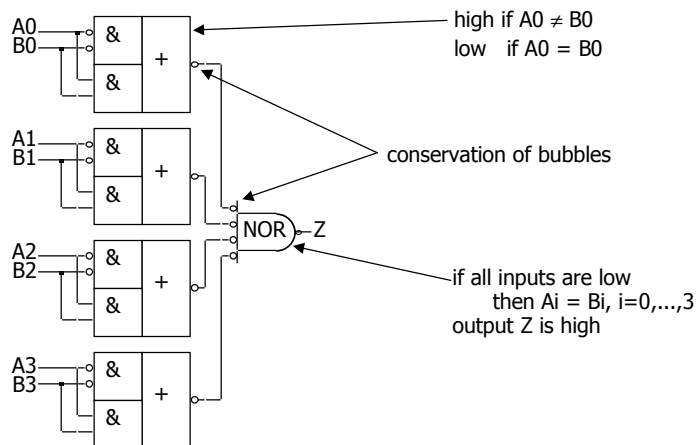 A0
B0
&
&
+
high if A0 ≠ B0
low if A0 = B0
A1
B1
&
&
+
conservation of bubbles
A2
B2
&
&
+
NOR
Z
if all inputs are low
then Ai = Bi, i=0,...,3
output Z is high
A3
B3
&
&
+